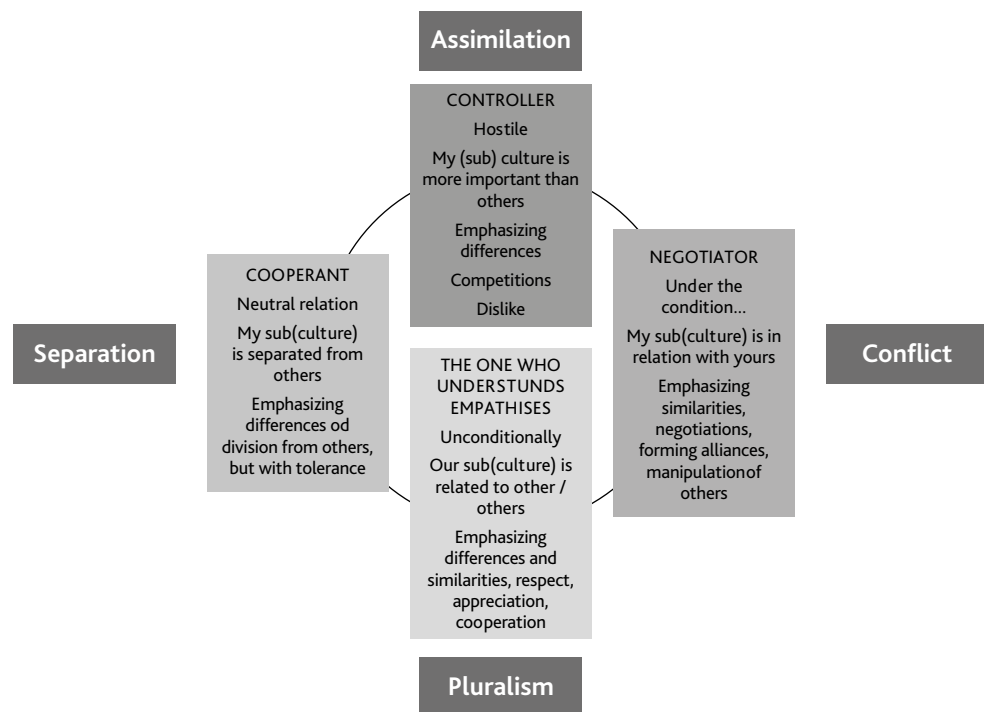 Assimilation
CONTROLLER
Hostile
My (sub) culture is
more important than
others
Emphasizing
differences
Competitions
Dislike
Separation
COOPERANT
Neutral relation
My sub(culture)
is separated from
others
Emphasizing
differences od
division from others,
but with tolerance
NEGOTIATOR
Under the
condition...
My sub(culture) is in
relation with yours
Emphasizing
similarities,
negotiations,
forming alliances,
manipulationof
others
Conflict
THE ONE WHO
UNDERSTUNDS
EMPATHISES
Unconditionally
Our sub(culture) is
related to other /
others
Emphasizing
differences and
similarities, respect,
appreciation,
cooperation
Pluralism